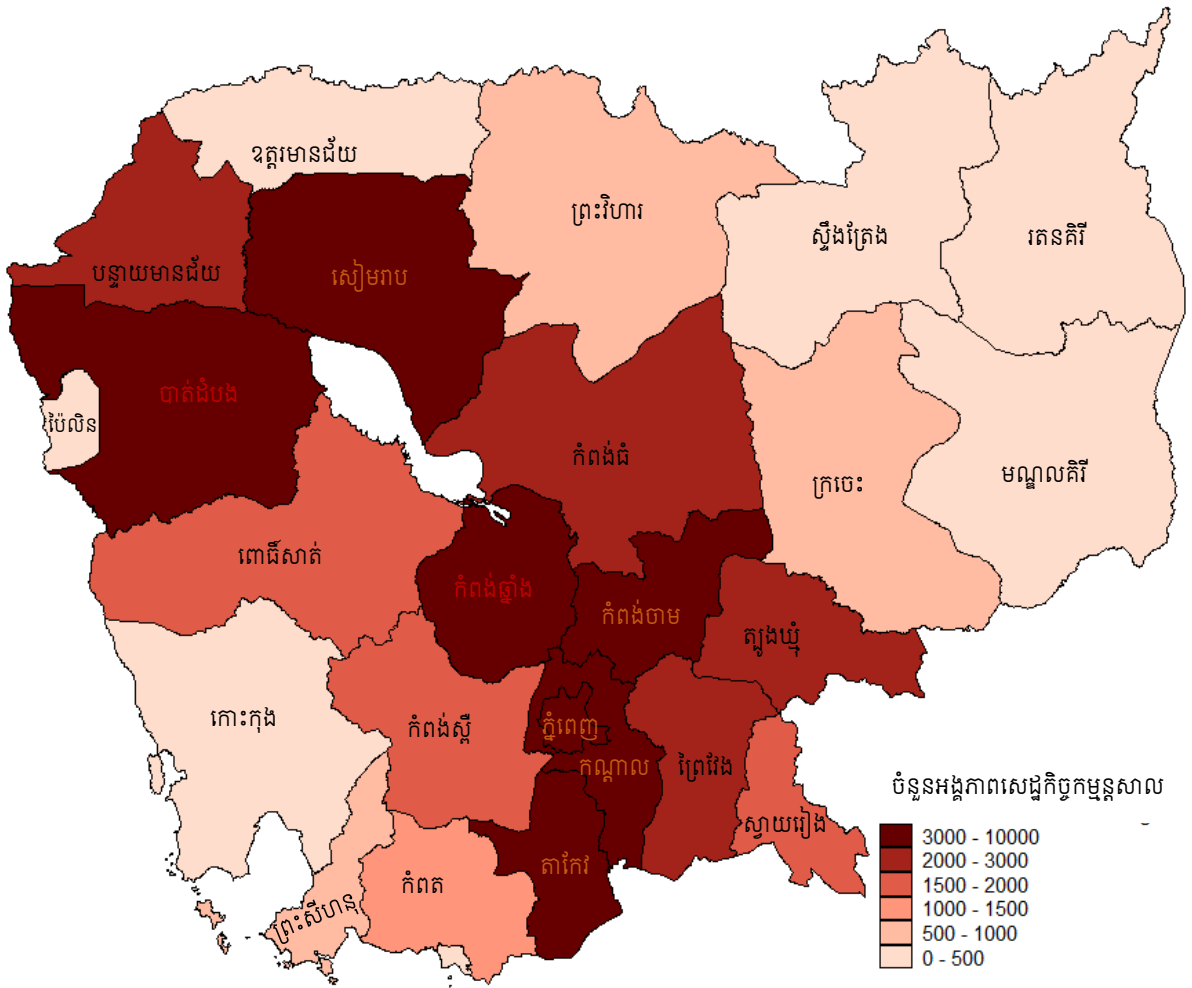 ឧត្តរមានជ័យ
ព្រះវិហារ
ស្ទឹងត្រែង
រតនគិរី
បន្ទាយមានជ័យ
សៀមរាប
បាត់ដំបង
ប៉ៃលិន
កំពង់ធំ
ក្រចេះ
មណ្ឌលគិរី
ពោធិ៍សាត់
កំពង់ឆ្នាំង
កំពង់ចាម
ត្បូងឃ្មុំ
កោះកុង
កំពង់ស្ពឺ
ភ្នំពេញ
កណ្ដាល
ព្រៃវែង
ស្វាយរៀង
តាកែវ
កំពត
ព្រះសីហនុ
ចំនួនអង្គភាពសេដ្ឋកិច្ចកម្មន្តសាល
3000 - 10000
2000 - 3000
1500 - 2000
1000 - 1500
500 - 1000
0 - 500